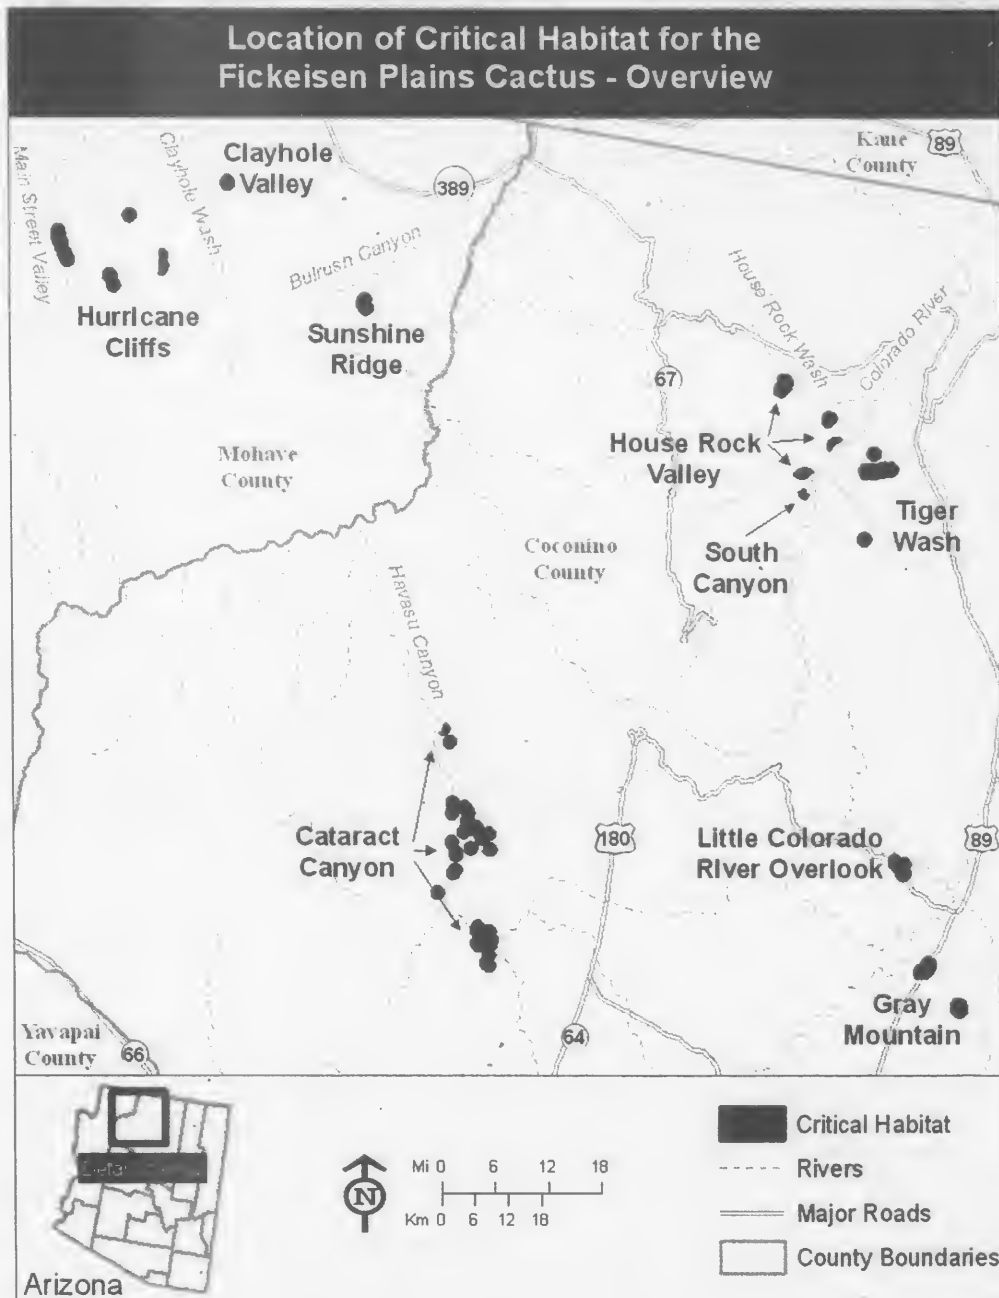 Location of Critical Habitat for the
Fickeisen Plains Cactus - Overview
Main Street Valley
Clayhole Wash
Clayhole
Valley
389
Kane
County
89
Bulrush Canyon
Hurricane
Cliffs
Sunshine
Ridge
House Rock Wash
Colorado River
67
House Rock
Valley
Mohave
County
Tiger
Wash
South
Canyon
Coconino
County
Havasu Canyon
Cataract
Canyon
180
Little Colorado
River Overlook
89
Gray
Mountain
Yavapai
County
66
64
Arizona
N
Mi 0 6 12 18
Km 0 6 12 18
Critical Habitat
Rivers
Major Roads
County Boundaries